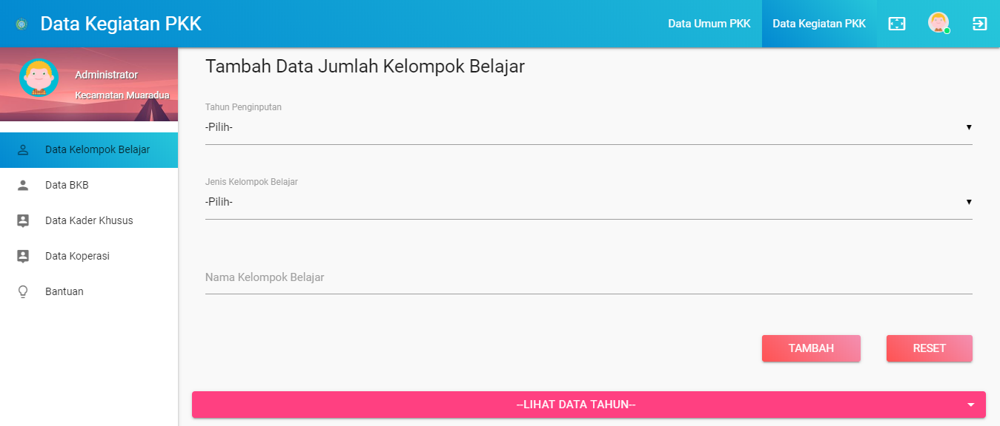 Data Kegiatan PKK
Data Umum PKK
Data Kegiatan PKK
Administrator
Kecamatan Muaradua
Data Kelompok Belajar
Data BKB
Data Kader Khusus
Data Koperasi
Bantuan
Tambah Data Jumlah Kelompok Belajar
Tahun Penginputan
-Pilih-
Jenis Kelompok Belajar
-Pilih-
Nama Kelompok Belajar
TAMBAH
RESET
--LIHAT DATA TAHUN--